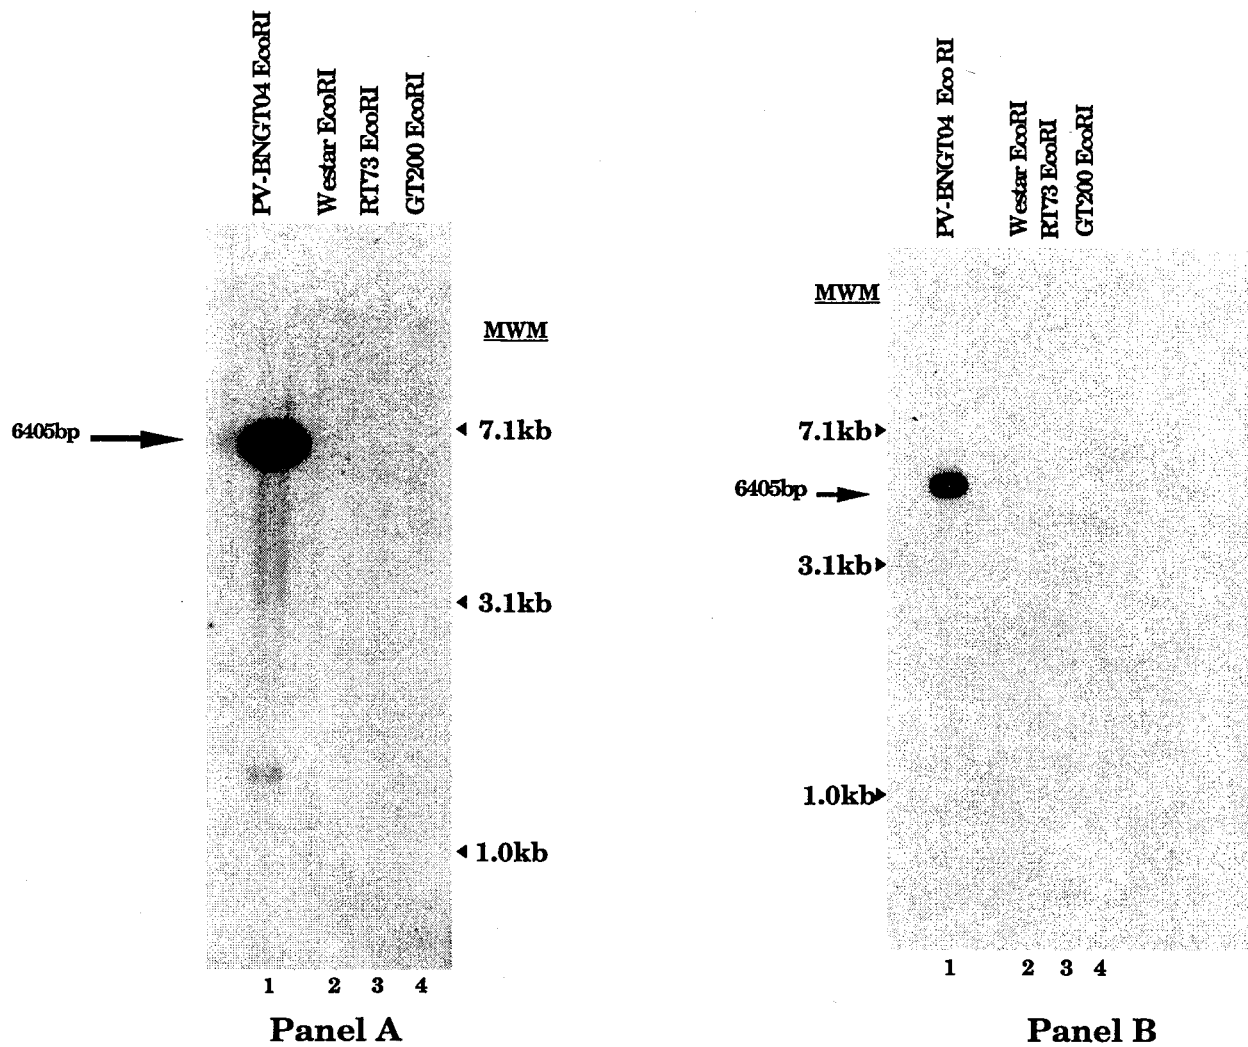 PV-BNGT04 EcoRI
Westar EcoRI
RT73 EcoRI
GT200 EcoRI
MWM
6405bp
7.1kb
3.1kb
1.0kb
1 2 3 4
Panel A
PV-BNGT04 Eco RI
Westar EcoRI
RT73 EcoRI
GT200 EcoRI
MWM
7.1kb
6405bp
3.1kb
1.0kb
1 2 3 4
Panel B